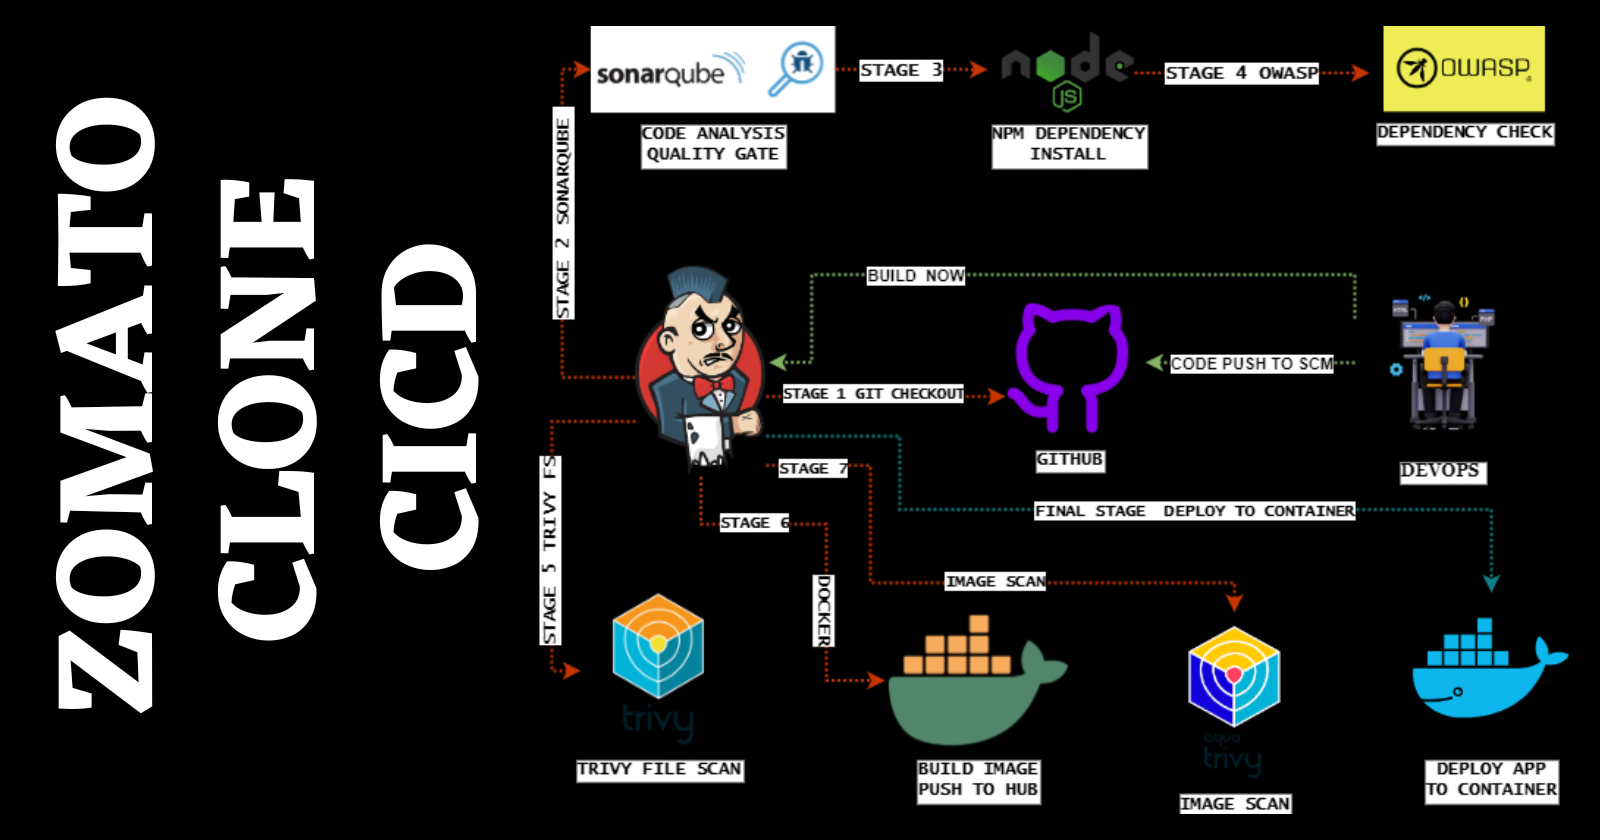 ZOMATO
CLONE
CICD
sonarqube
STAGE 3
node
JS
STAGE 4 OWASP
OWASP
CODE ANALYSIS
QUALITY GATE
NPM DEPENDENCY
INSTALL
DEPENDENCY CHECK
STAGE 2 SONARQUBE
BUILD NOW
CODE PUSH TO SCM
STAGE 1 GIT CHECKOUT
GITHUB
DEVOPS
STAGE 7
FINAL STAGE DEPLOY TO CONTAINER
STAGE 6
STAGE 5 TRIVY FS
DOCKER
IMAGE SCAN
trivy
aqua
trivy
TRIVY FILE SCAN
BUILD IMAGE
PUSH TO HUB
IMAGE SCAN
DEPLOY APP
TO CONTAINER